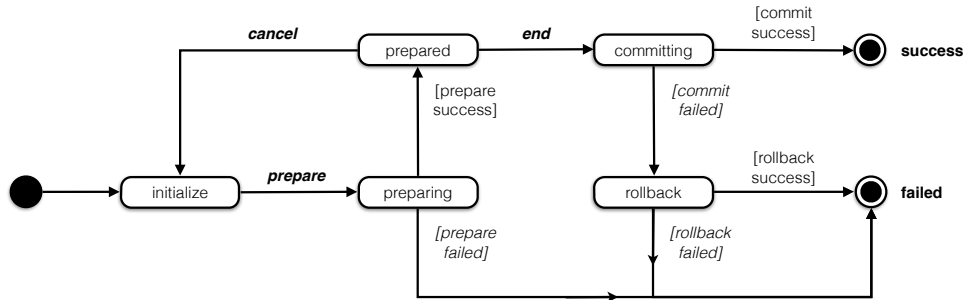 cancel
prepared
end
committing
[commit
success]
success
[prepare
success]
[commit
failed]
initialize
prepare
preparing
rollback
[rollback
success]
failed
[prepare
failed]
[rollback
failed]